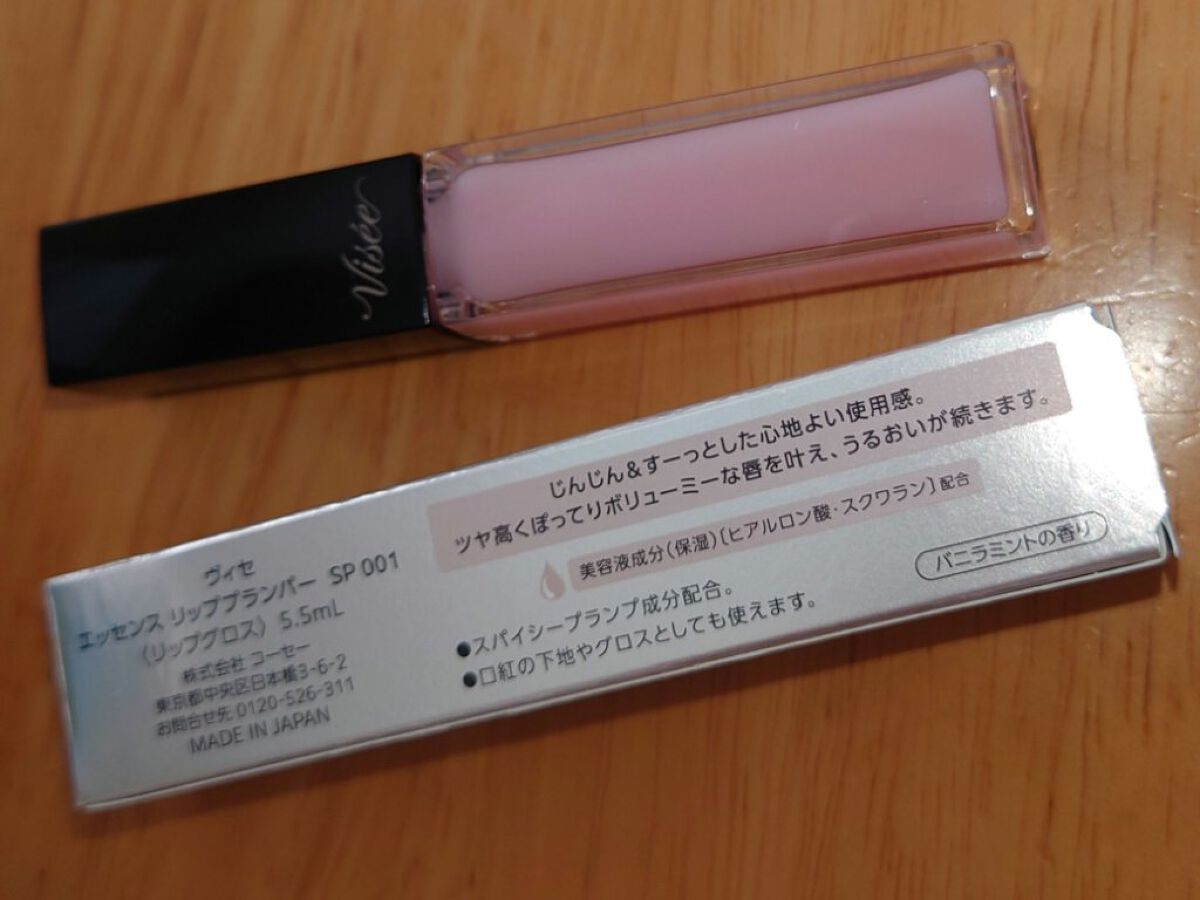 Visée
じんじん&すーっとした心地よい使用感。
ツヤ高くぽってりボリューミーな唇を叶え、うるおいが続きます。
美容液成分(保湿)〔ヒアルロン酸・スクワラン〕配合
●スパイシープランプ成分配合。
●口紅の下地やグロスとしても使えます。
バニラミントの香り
ヴィセ
エッセンス リッププランパー SP 001
〈リップグロス〉 5.5mL
株式会社 コーセー
東京都中央区日本橋3-6-2
お問合せ先 0120-526-311
MADE IN JAPAN